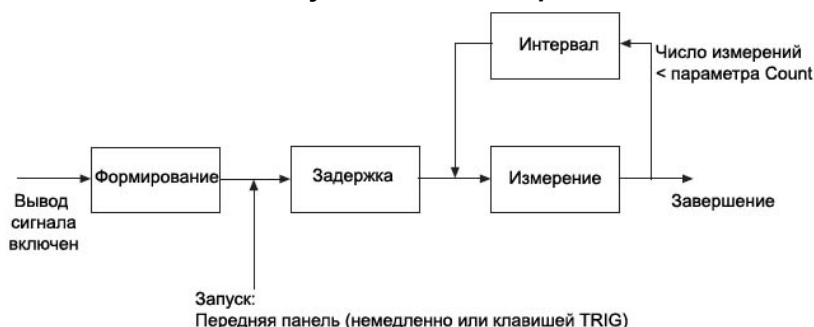 Интервал
Число измерений
< параметра Count
Формирование
Задержка
Измерение
Вывод
сигнала
включен
Завершение
Запуск:
Передняя панель (немедленно или клавишей TRIG)